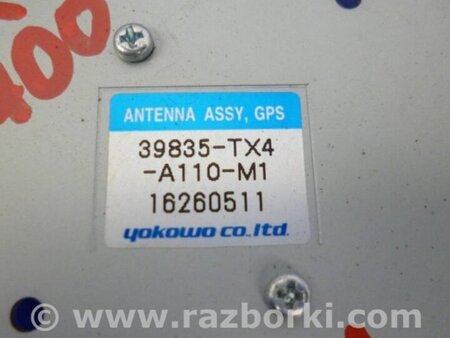 400
ANTENNA ASSY, GPS
39835-TX4
-A110-M1
16260511
yokowo co.ltd.
© www.razborki.com